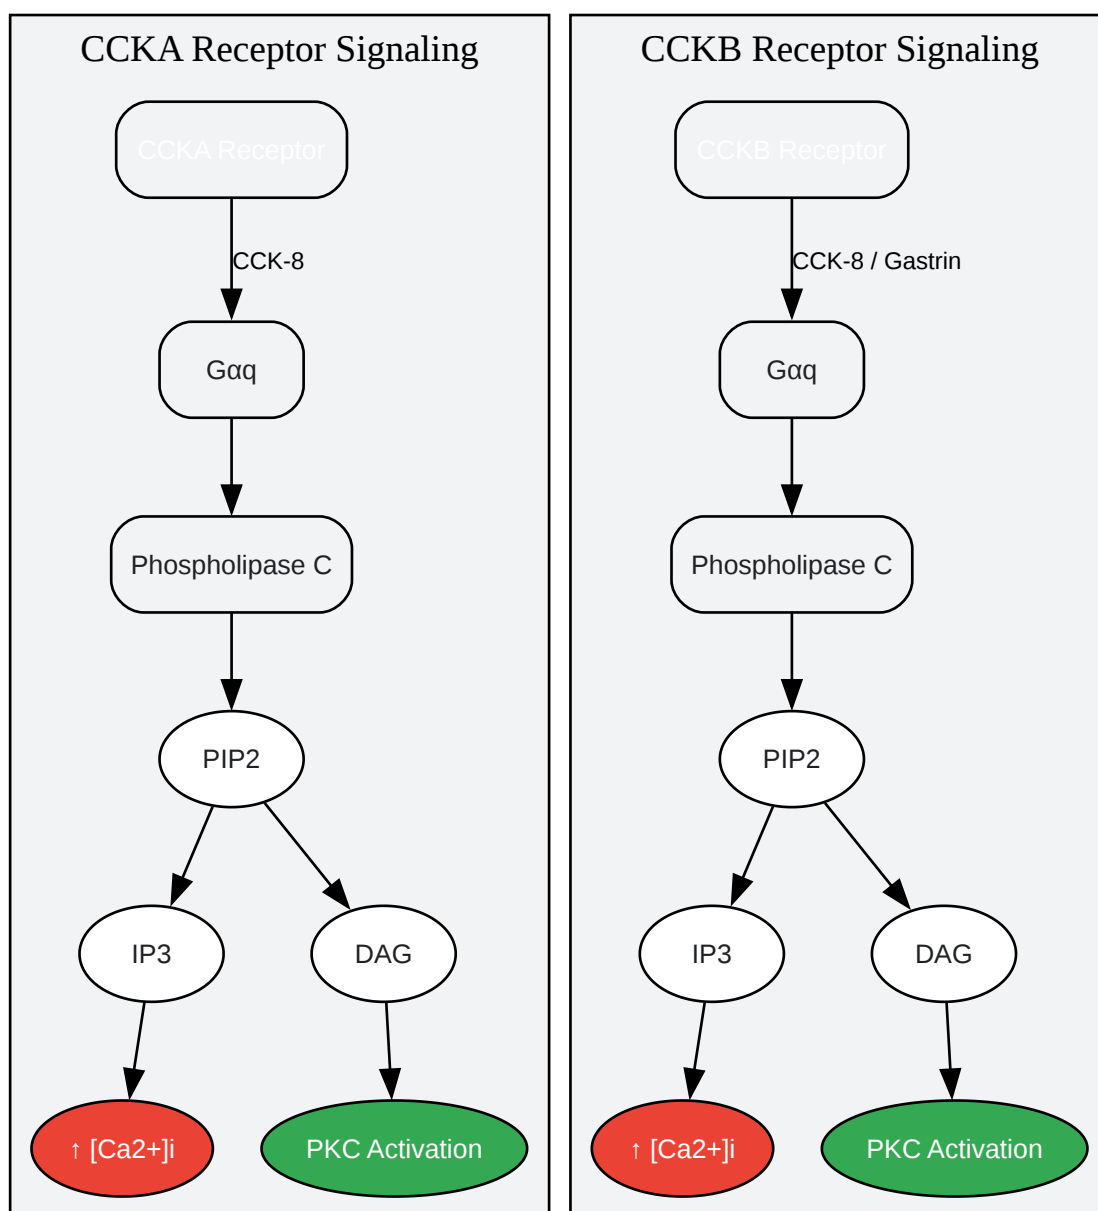 CCKA Receptor Signaling
CCKA Receptor
CCK-8
Gαq
Phospholipase C
PIP2
IP3
DAG
↑ [Ca2+]i
PKC Activation
CCKB Receptor Signaling
CCKB Receptor
CCK-8 / Gastrin
Gαq
Phospholipase C
PIP2
IP3
DAG
↑ [Ca2+]i
PKC Activation